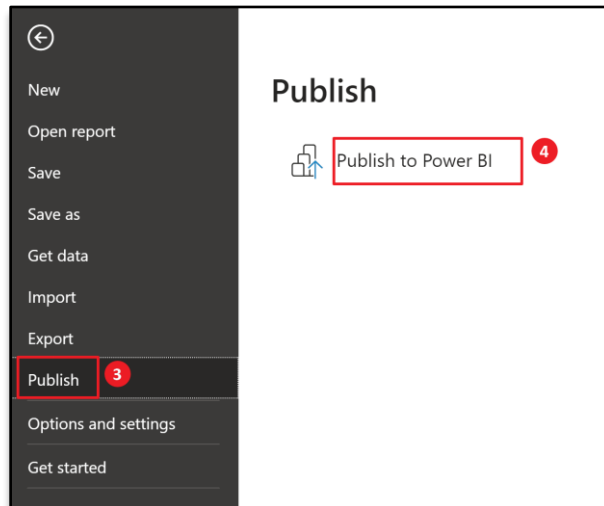 New
Open report
Save
Save as
Get data
Import
Export
Publish 3
Options and settings
Get started
Publish
Publish to Power BI 4